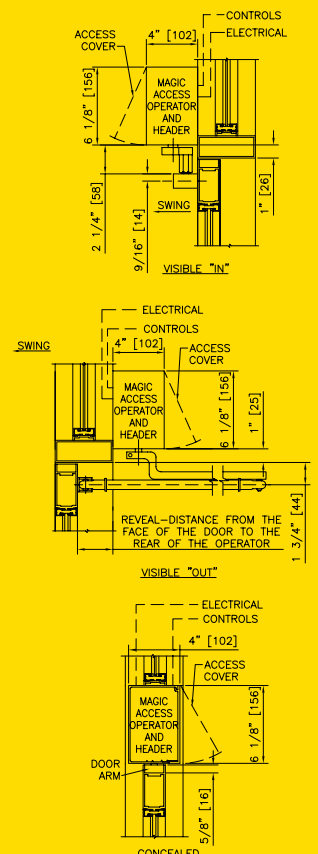 CONTROLS
ELECTRICAL
ACCESS
COVER
4" [102]
6 1/8" [156]
MAGIC
ACCESS
OPERATOR
AND
HEADER
2 1/4" [58]
9/16" [14]
SWING
1" [26]
VISIBLE "IN"
ELECTRICAL
CONTROLS
SWING
4" [102]
ACCESS
COVER
MAGIC
ACCESS
OPERATOR
AND
HEADER
6 1/8" [156]
1" [25]
REVEAL-DISTANCE FROM THE
FACE OF THE DOOR TO THE
REAR OF THE OPERATOR
1 3/4" [44]
VISIBLE "OUT"
ELECTRICAL
CONTROLS
4" [102]
ACCESS
COVER
MAGIC
ACCESS
OPERATOR
AND
HEADER
6 1/8" [156]
DOOR
ARM
5/8" [16]
CONCEALED